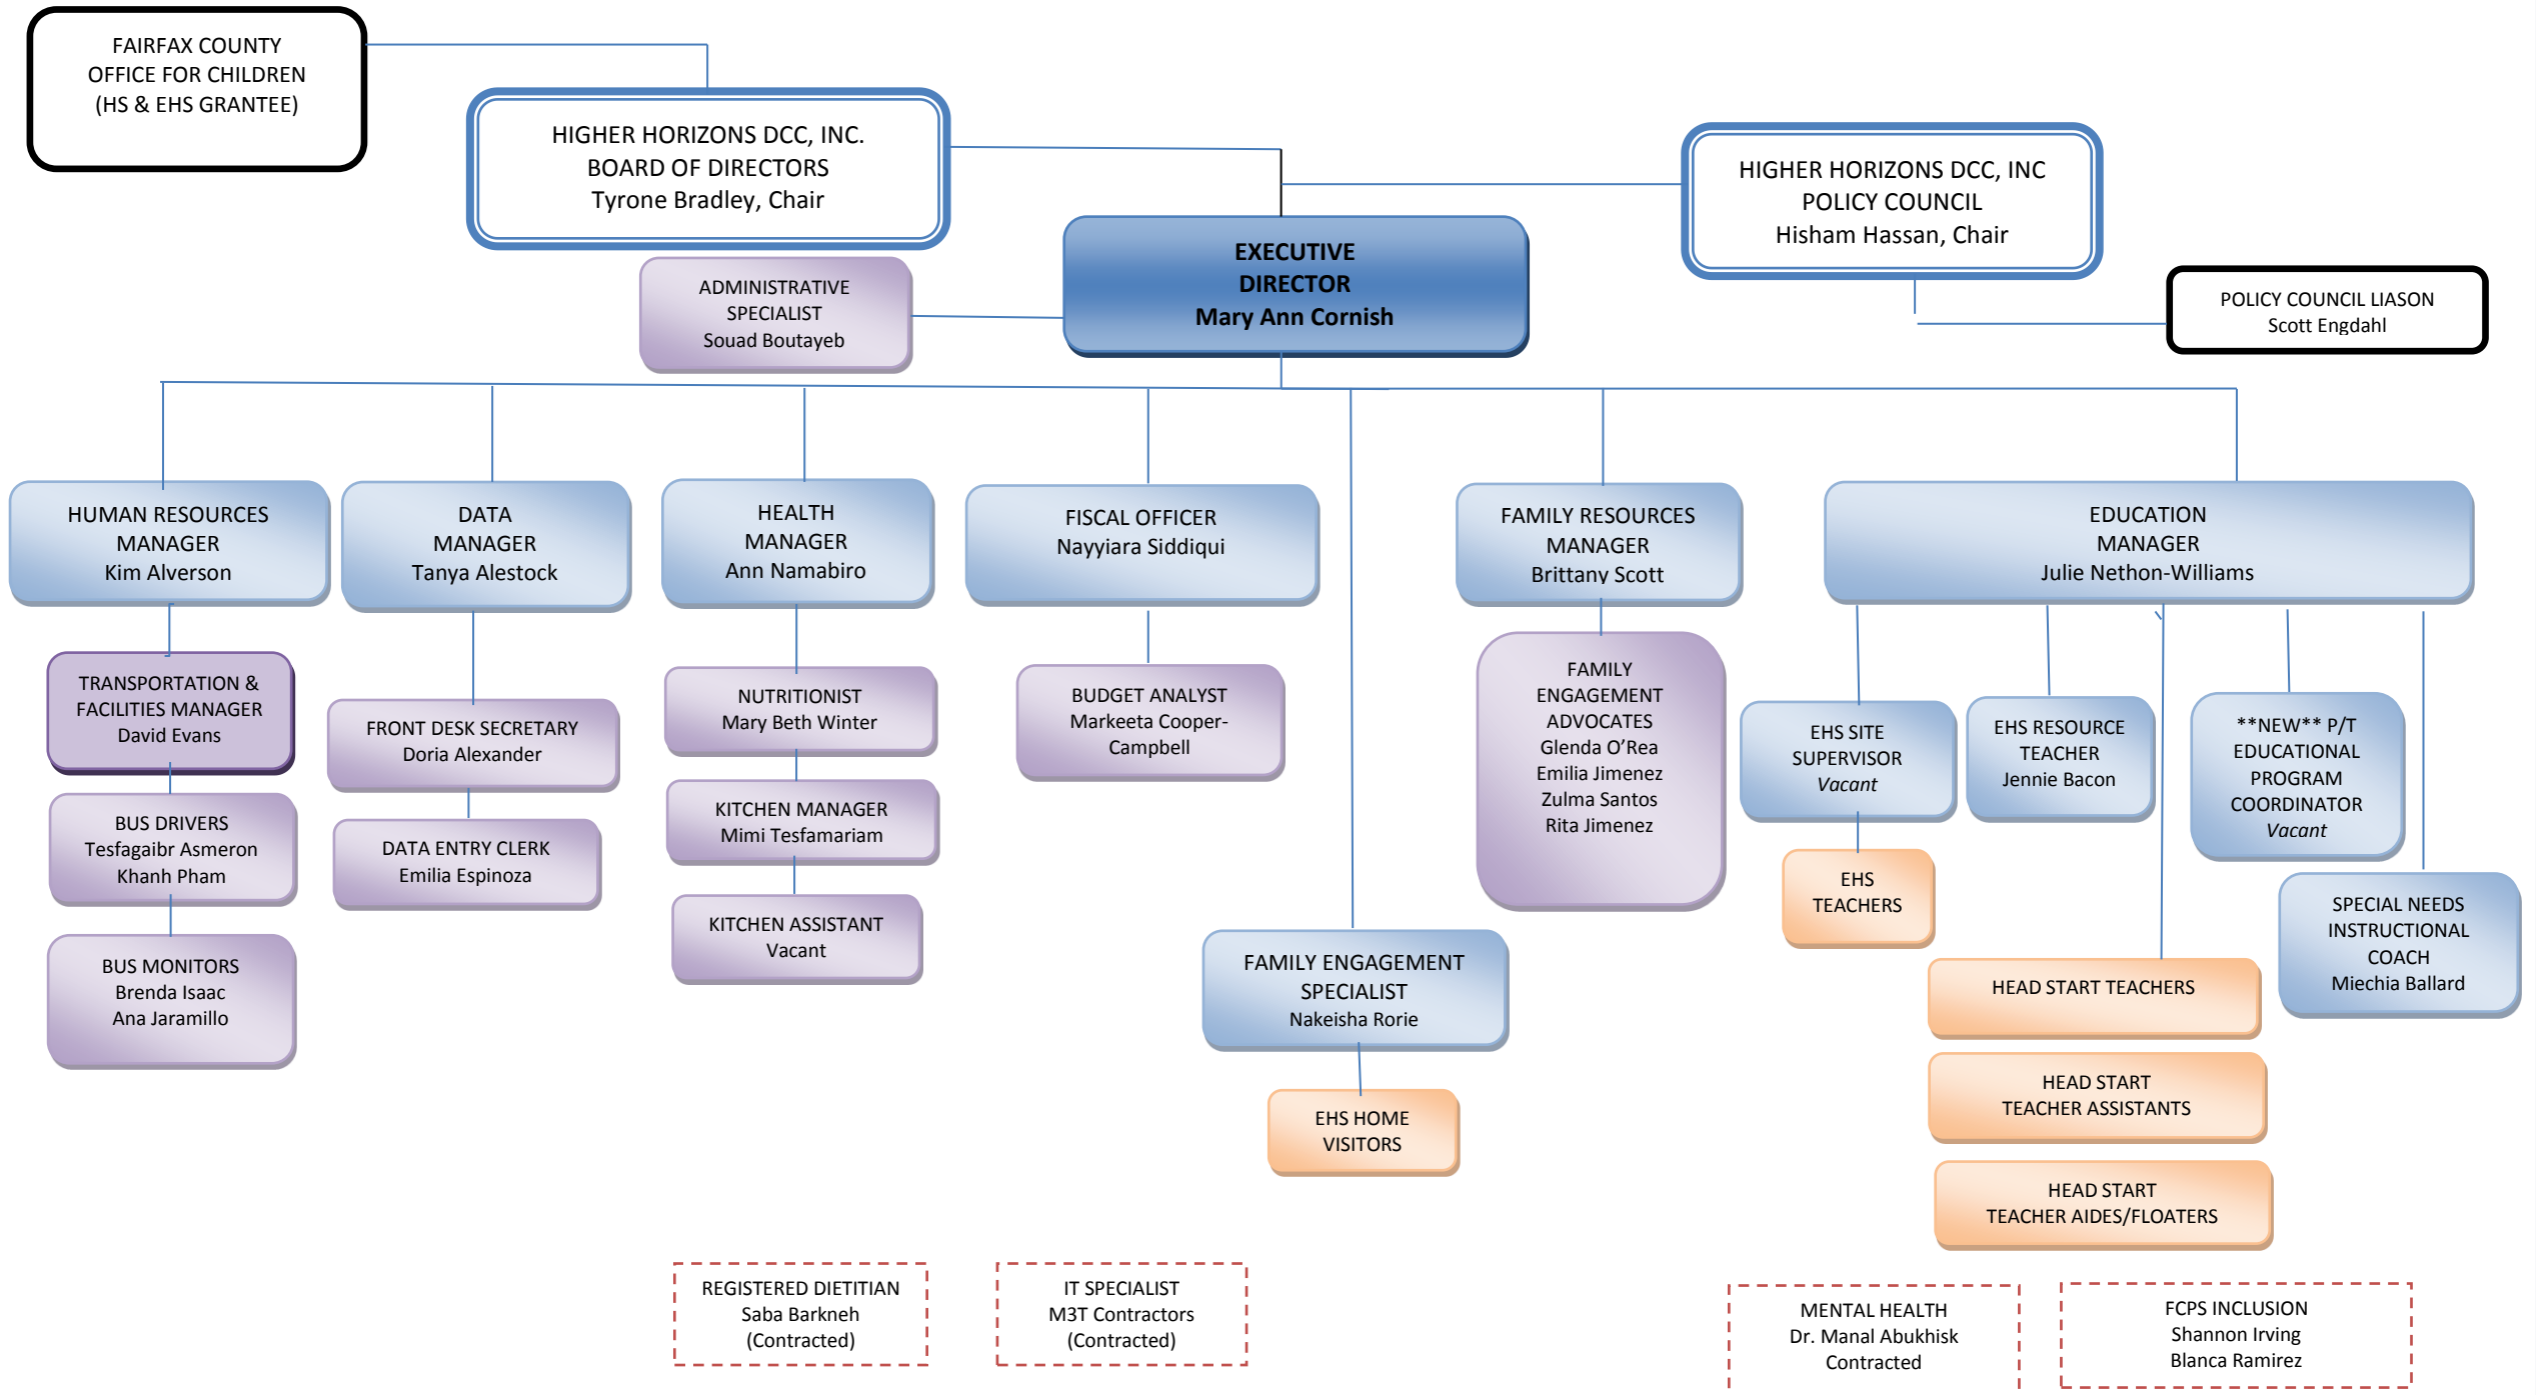 FAIRFAX COUNTY
OFFICE FOR CHILDREN
(HS & EHS GRANTEE)
HIGHER HORIZONS DCC, INC.
BOARD OF DIRECTORS
Tyrone Bradley, Chair
HIGHER HORIZONS DCC, INC
POLICY COUNCIL
Hisham Hassan, Chair
EXECUTIVE
DIRECTOR
Mary Ann Cornish
ADMINISTRATIVE
SPECIALIST
Souad Boutayeb
POLICY COUNCIL LIASON
Scott Engdahl
HUMAN RESOURCES
MANAGER
Kim Alverson
DATA
MANAGER
Tanya Alestock
HEALTH
MANAGER
Ann Namabiro
FISCAL OFFICER
Nayyiara Siddiqui
FAMILY RESOURCES
MANAGER
Brittany Scott
EDUCATION
MANAGER
Julie Nethon-Williams
TRANSPORTATION &
FACILITIES MANAGER
David Evans
BUS DRIVERS
Tesfagaibr Asmeron
Khanh Pham
BUS MONITORS
Brenda Isaac
Ana Jaramillo
FRONT DESK SECRETARY
Doria Alexander
DATA ENTRY CLERK
Emilia Espinoza
NUTRITIONIST
Mary Beth Winter
KITCHEN MANAGER
Mimi Tesfamariam
KITCHEN ASSISTANT
Vacant
BUDGET ANALYST
Markeeta Cooper-
Campbell
FAMILY ENGAGEMENT
SPECIALIST
Nakeisha Rorie
EHS HOME
VISITORS
FAMILY
ENGAGEMENT
ADVOCATES
Glenda O’Rea
Emilia Jimenez
Zulma Santos
Rita Jimenez
EHS SITE
SUPERVISOR
Vacant
EHS
TEACHERS
EHS RESOURCE
TEACHER
Jennie Bacon
**NEW** P/T
EDUCATIONAL
PROGRAM
COORDINATOR
Vacant
SPECIAL NEEDS
INSTRUCTIONAL
COACH
Miechia Ballard
HEAD START TEACHERS
HEAD START
TEACHER ASSISTANTS
HEAD START
TEACHER AIDES/FLOATERS
REGISTERED DIETITIAN
Saba Barkneh
(Contracted)
IT SPECIALIST
M3T Contractors
(Contracted)
MENTAL HEALTH
Dr. Manal Abukhisk
Contracted
FCPS INCLUSION
Shannon Irving
Blanca Ramirez